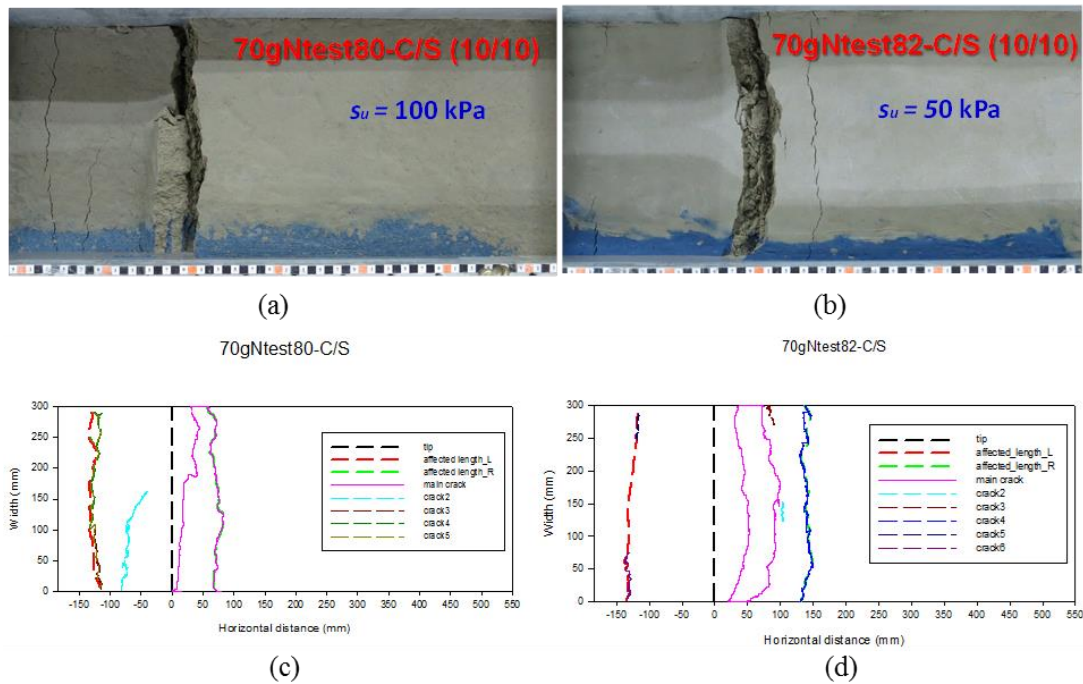 70gNtest80-C/S (10/10)
su = 100 kPa
70gNtest82-C/S (10/10)
su = 50 kPa
(a)
(b)
70gNtest80-C/S
300
250
200
150
100
50
0
Width (mm)
-150 -100 -50 0 50 100 150 200 250 300 350 400 450 500 550
Horizontal distance (mm)
tip
affected length_L
affected length_R
main crack
crack2
crack3
crack4
crack5
(c)
70gNtest82-C/S
300
250
200
150
100
50
0
Width (mm)
-150 -100 -50 0 50 100 150 200 250 300 350 400 450 500 550
Horizontal distance (mm)
tip
affected_length_L
affected_length_R
main crack
crack2
crack3
crack4
crack5
crack6
(d)